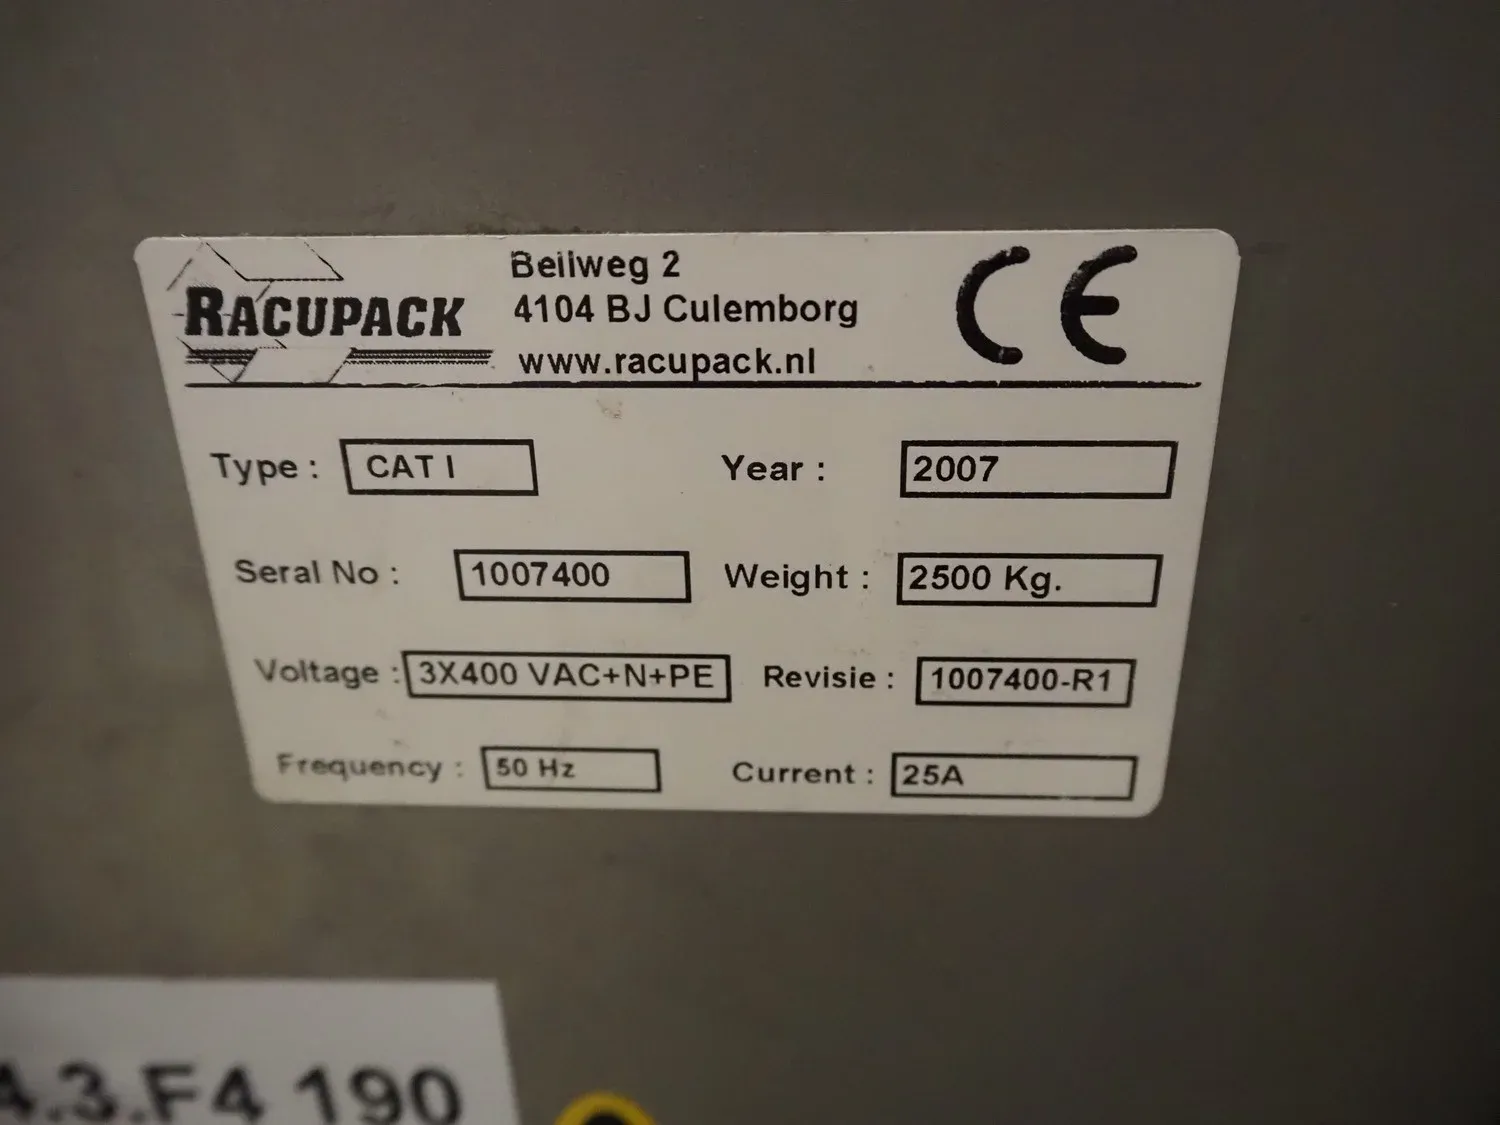 RACUPACK
Beilweg 2
4104 BJ Culemborg
www.racupack.nl
CE
Type : CAT I
Year : 2007
Seral No : 1007400
Weight : 2500 Kg.
Voltage : 3X400 VAC+N+PE
Revisie : 1007400-R1
Frequency : 50 Hz
Current : 25A
4.3.F4 190